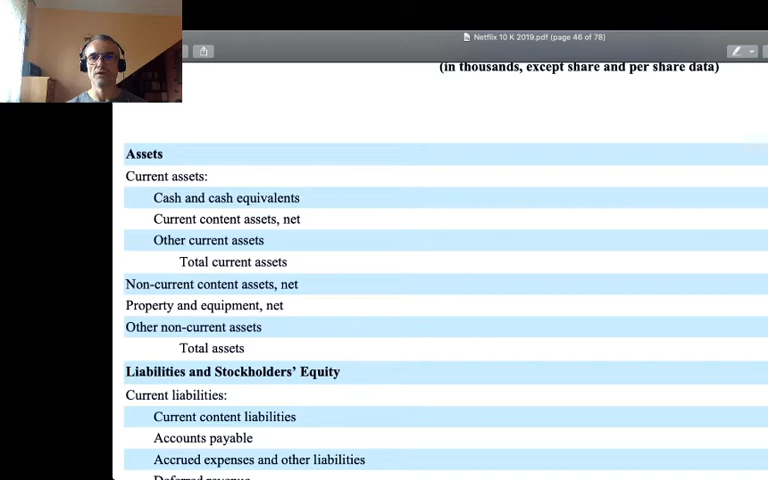 Netflix 10 K 2019.pdf (page 46 of 78)
(in thousands, except share and per share data)
Assets
Current assets:
Cash and cash equivalents
Current content assets, net
Other current assets
Total current assets
Non-current content assets, net
Property and equipment, net
Other non-current assets
Total assets
Liabilities and Stockholders’ Equity
Current liabilities:
Current content liabilities
Accounts payable
Accrued expenses and other liabilities
Deferred revenue